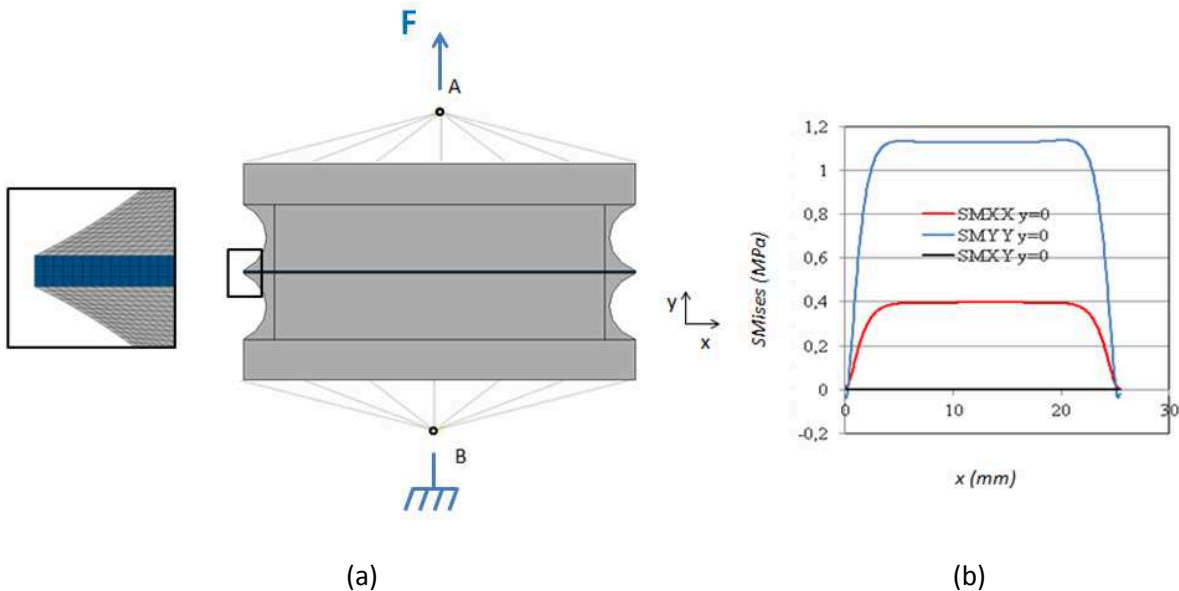 F
A
y
x
B
(a)
SMises (MPa)
1,2
1
0,8
0,6
0,4
0,2
0
-0,2
SMXX y=0
SMYY y=0
SMXY y=0
0
10
20
30
x (mm)
(b)